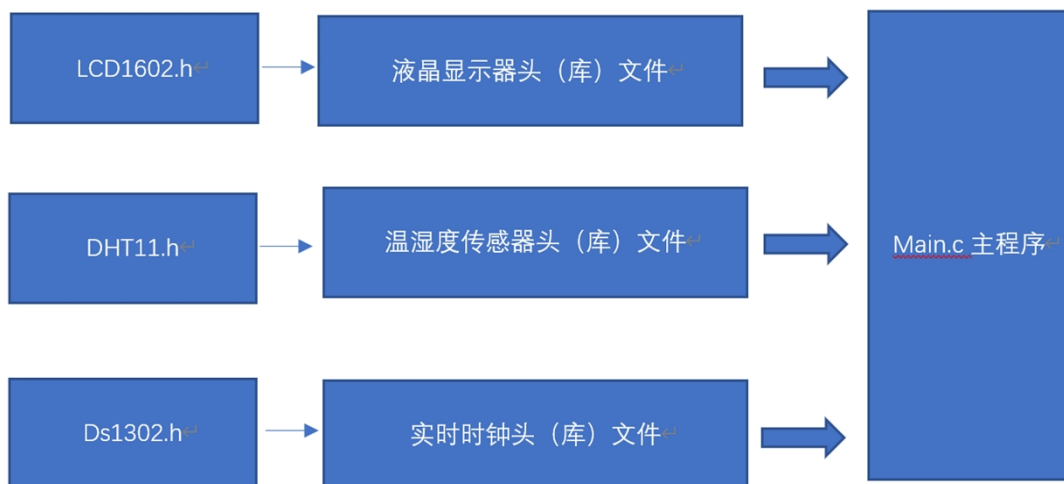 LCD1602.h
液晶显示器头（库）文件
DHT11.h
温湿度传感器头（库）文件
Main.c 主程序
Ds1302.h
实时时钟头（库）文件